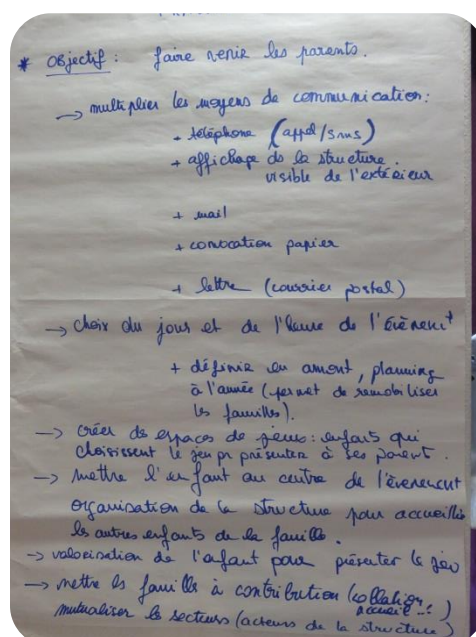 * Objectif : faire venir les parents.
→ multiplier les moyens de communication :
+ téléphone (appel/sms)
+ affichage ds la structure.
visible de l'extérieur
+ mail
+ convocation papier
+ lettre (courrier postal)
→ choix du jour et de l'heure de l'évènemt
+ définir en amont, planning
à l'année (permet de remobiliser
les familles).
→ créer des espaces de jeux : enfants qui
choisissent le jeu pr présenter à ses parent.
→ mettre l'enfant au centre de l'évenement
organisation de la structure pour accueillir
les autres enfants de la famille.
→ valorisation de l'enfant pour présenter le jeu
→ mettre les familles à contribution (collation,
accueil...
mutualiser les secteurs (acteurs de la structure)